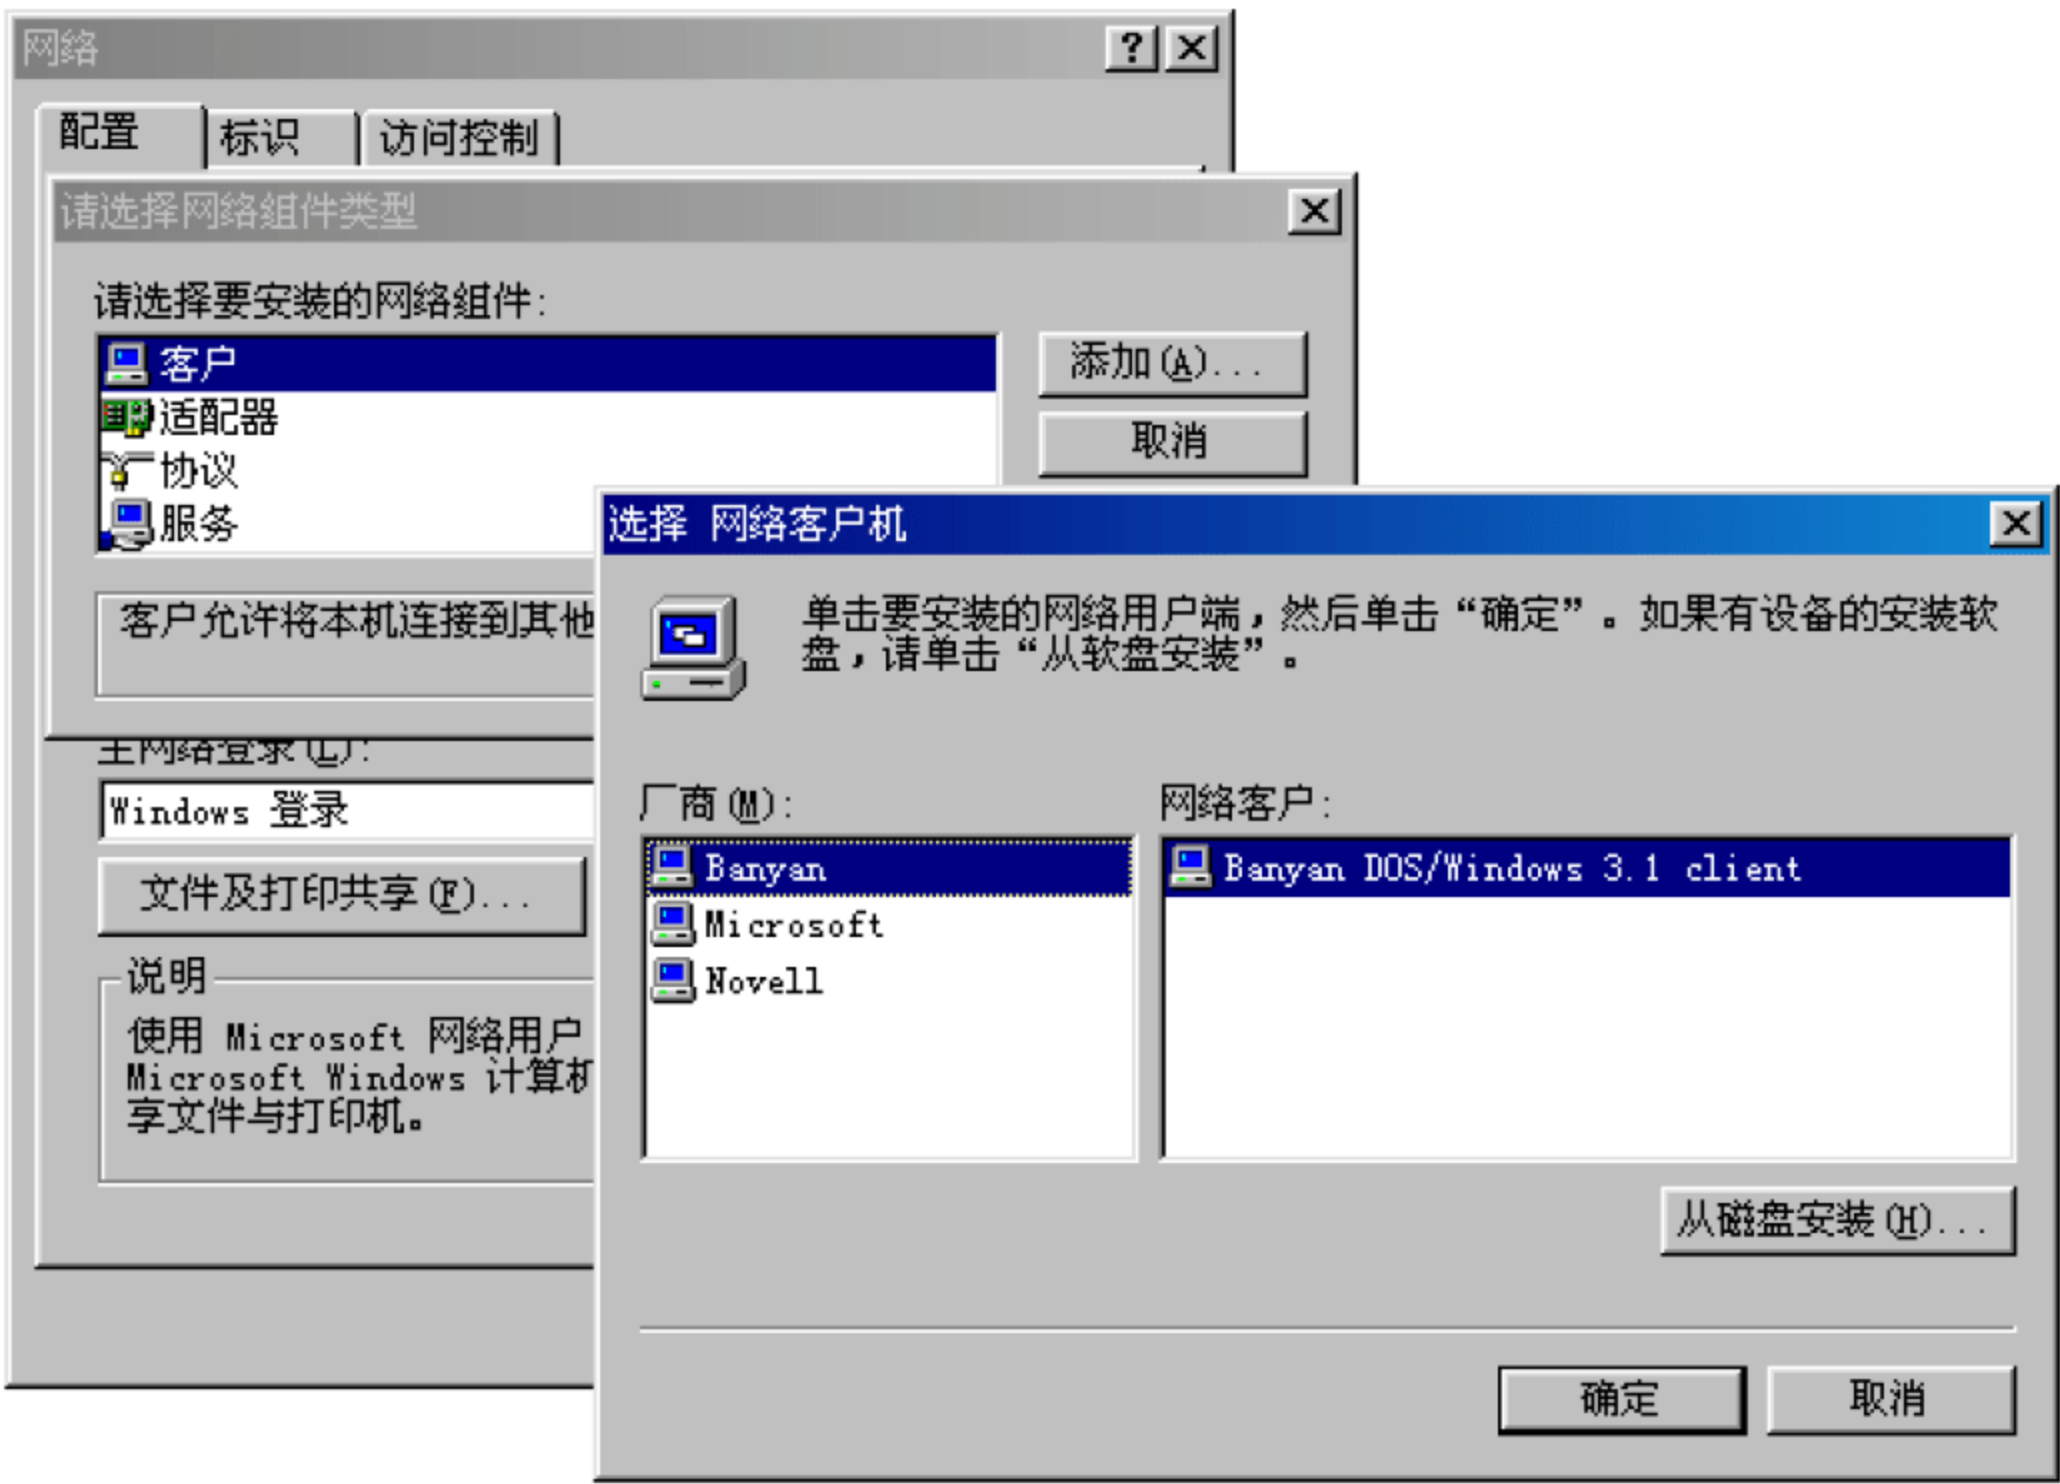 网络
配置
标识
访问控制
请选择网络组件类型
请选择要安装的网络组件:
客户
适配器
协议
服务
添加(A)...
取消
客户允许将本机连接到其他
主网络登录(L):
Windows 登录
文件及打印共享(F)...
说明
使用 Microsoft 网络用户
Microsoft Windows 计算机
享文件与打印机。
选择 网络客户机
单击要安装的网络用户端，然后单击“确定”。如果有设备的安装软
盘，请单击“从软盘安装”。
厂商(M):
Banyan
Microsoft
Novell
网络客户:
Banyan DOS/Windows 3.1 client
从磁盘安装(H)...
确定
取消